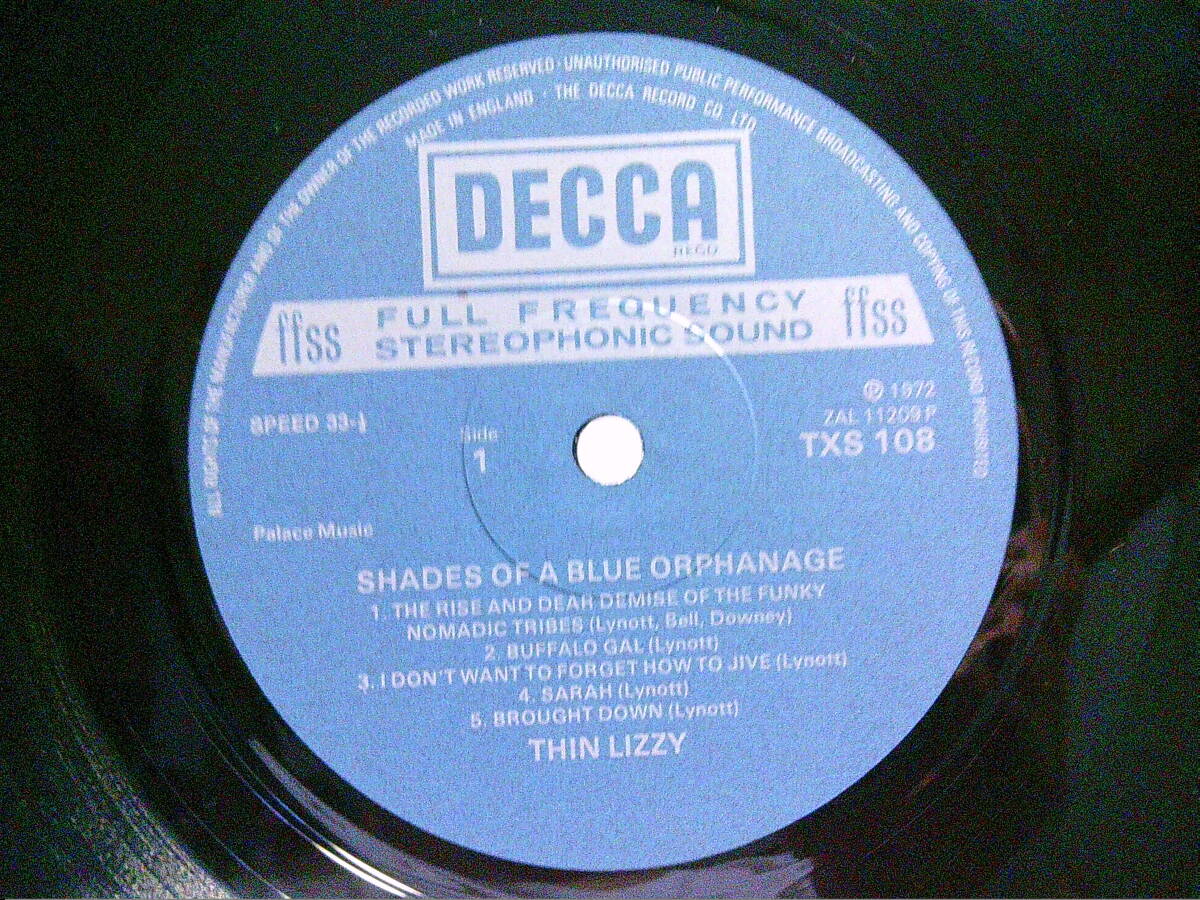 ALL RIGHTS OF THE MANUFACTURER AND OF THE OWNER OF THE RECORDED WORK RESERVED · UNAUTHORISED PUBLIC PERFORMANCE BROADCASTING AND COPYING OF THIS RECORD PROHIBITED
MADE IN ENGLAND · THE DECCA RECORD CO. LTD.
DECCA
REGD
ffss FULL FREQUENCY ffss
STEREOPHONIC SOUND
℗ 1972
ZAL 11209 P
SPEED 33-⅓
TXS 108
Side
1
Palace Music
SHADES OF A BLUE ORPHANAGE
1. THE RISE AND DEAR DEMISE OF THE FUNKY
NOMADIC TRIBES (Lynott, Bell, Downey)
2. BUFFALO GAL (Lynott)
3. I DON'T WANT TO FORGET HOW TO JIVE (Lynott)
4. SARAH (Lynott)
5. BROUGHT DOWN (Lynott)
THIN LIZZY